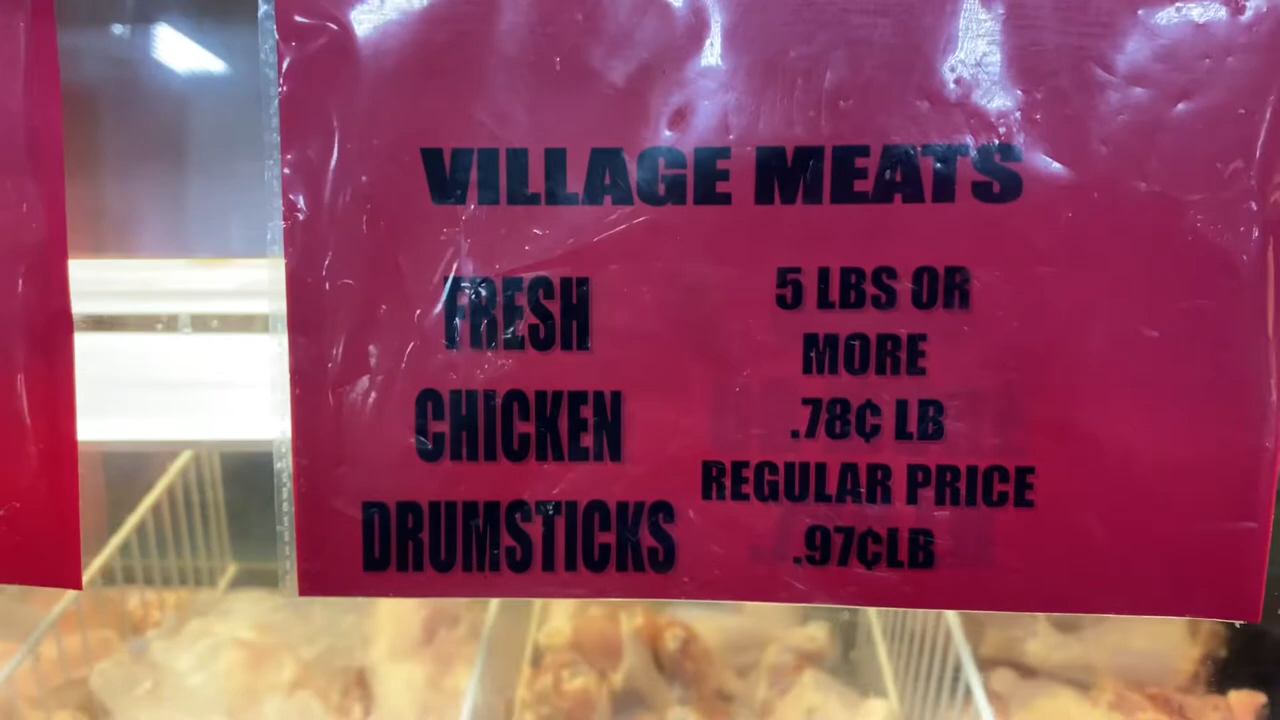 VILLAGE MEATS
FRESH
CHICKEN
DRUMSTICKS
5 LBS OR
MORE
.78¢ LB
REGULAR PRICE
.97¢LB